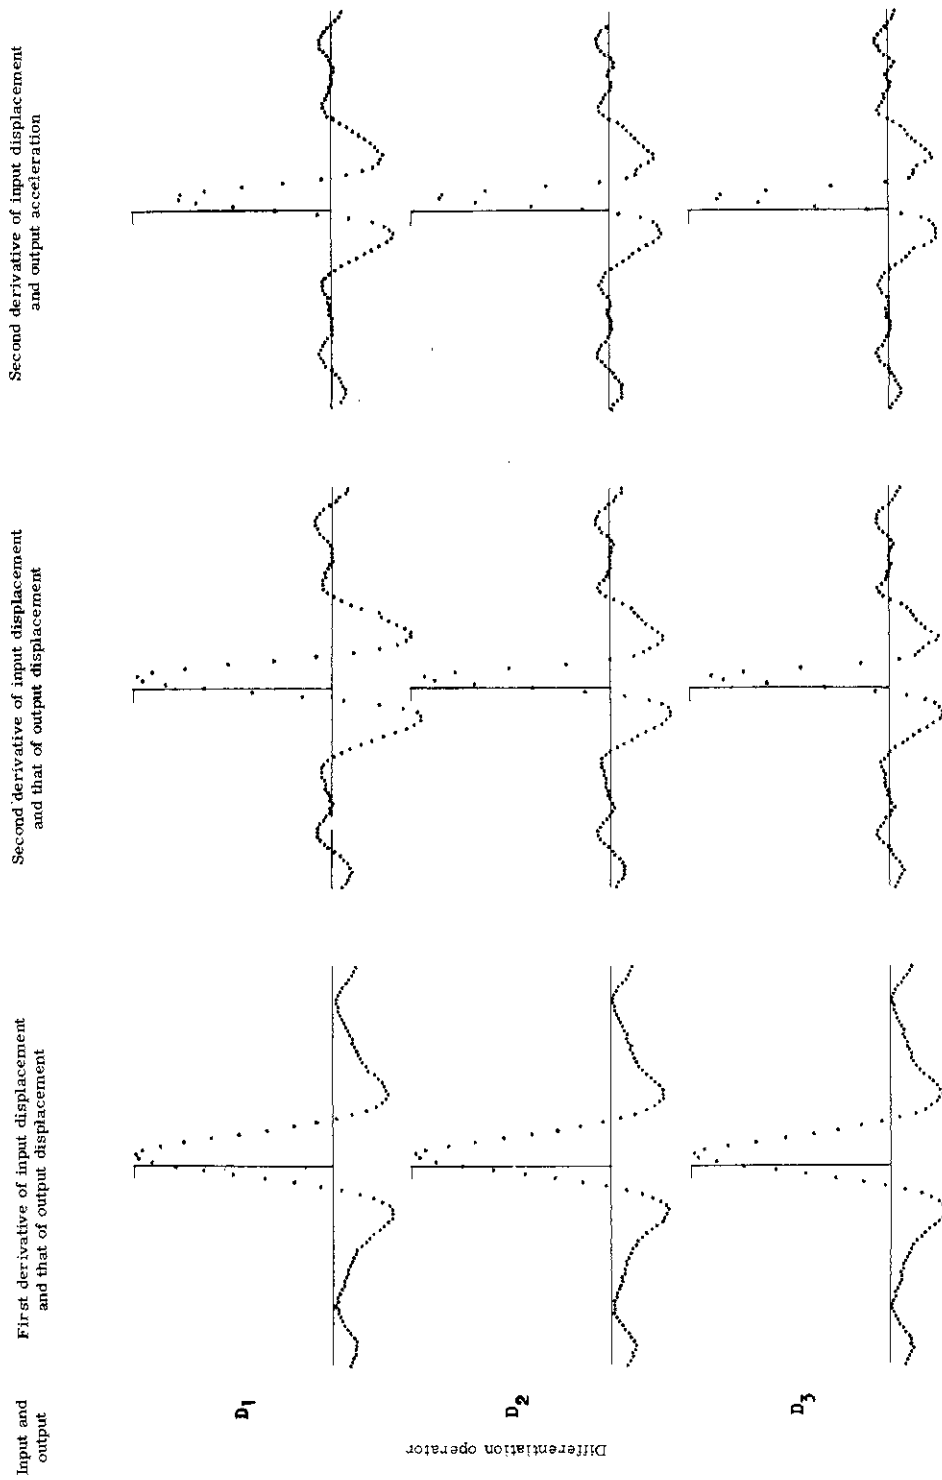 Input and
output
First derivative of input displacement
and that of output displacement
Second derivative of input displacement
and that of output displacement
Second derivative of input displacement
and output acceleration
Differentiation operator
D1
D2
D3